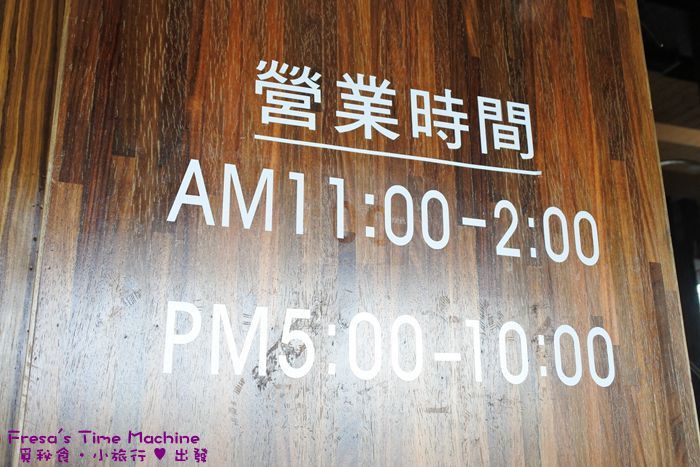 營業時間
AM11:00-2:00
PM5:00-10:00
Fresa's Time Machine
覓秘食·小旅行♥出發